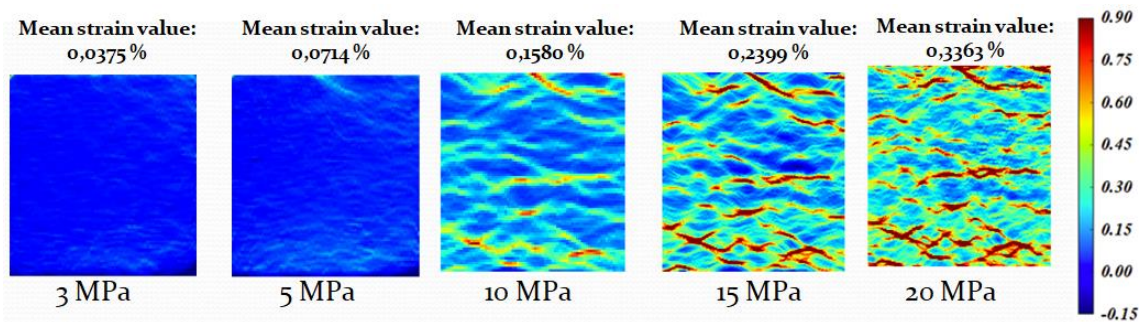 Mean strain value:
0,0375 %
Mean strain value:
0,0714 %
Mean strain value:
0,1580 %
Mean strain value:
0,2399 %
Mean strain value:
0,3363 %
0.90
0.75
0.60
0.45
0.30
0.15
0.00
-0.15
3 MPa
5 MPa
10 MPa
15 MPa
20 MPa